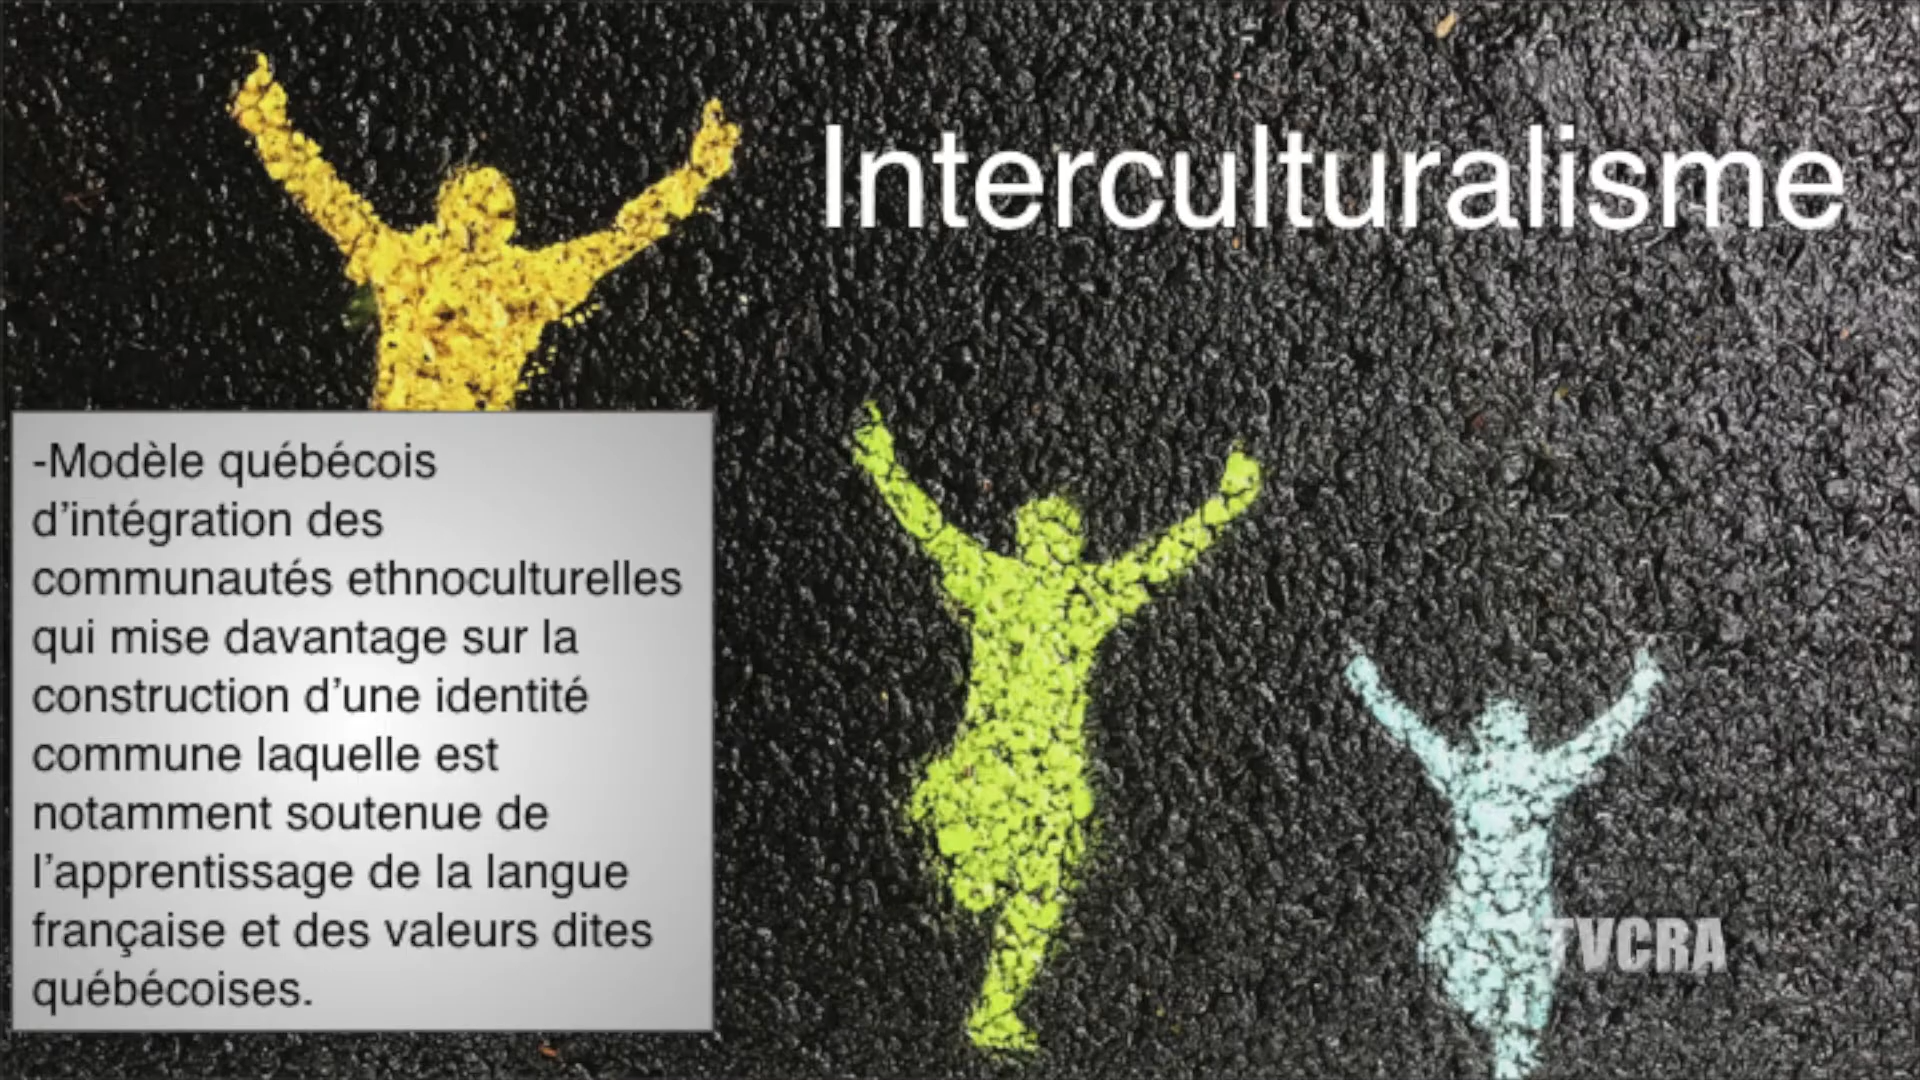 Interculturalisme
-Modèle québécois
d’intégration des
communautés ethnoculturelles
qui mise davantage sur la
construction d’une identité
commune laquelle est
notamment soutenue de
l’apprentissage de la langue
française et des valeurs dites
québécoises.
TVCRA